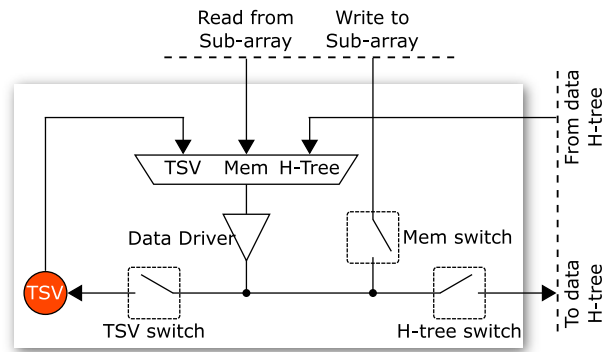 Read from
Sub-array
Write to
Sub-array
From data
H-tree
TSV Mem H-Tree
Data Driver
Mem switch
TSV
TSV switch
H-tree switch
To data
H-tree